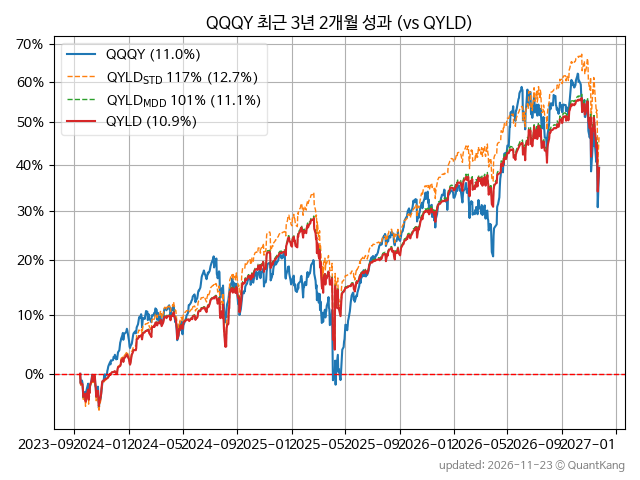 QQQY 최근 3년 2개월 성과 (vs QYLD)
QQQY (11.0%)
QYLD_STD 117% (12.7%)
QYLD_MDD 101% (11.1%)
QYLD (10.9%)
70%
60%
50%
40%
30%
20%
10%
0%
2023-09 2024-01 2024-05 2024-09 2025-01 2025-05 2025-09 2026-01 2026-05 2026-09 2027-01
updated: 2026-11-23 © QuantKang